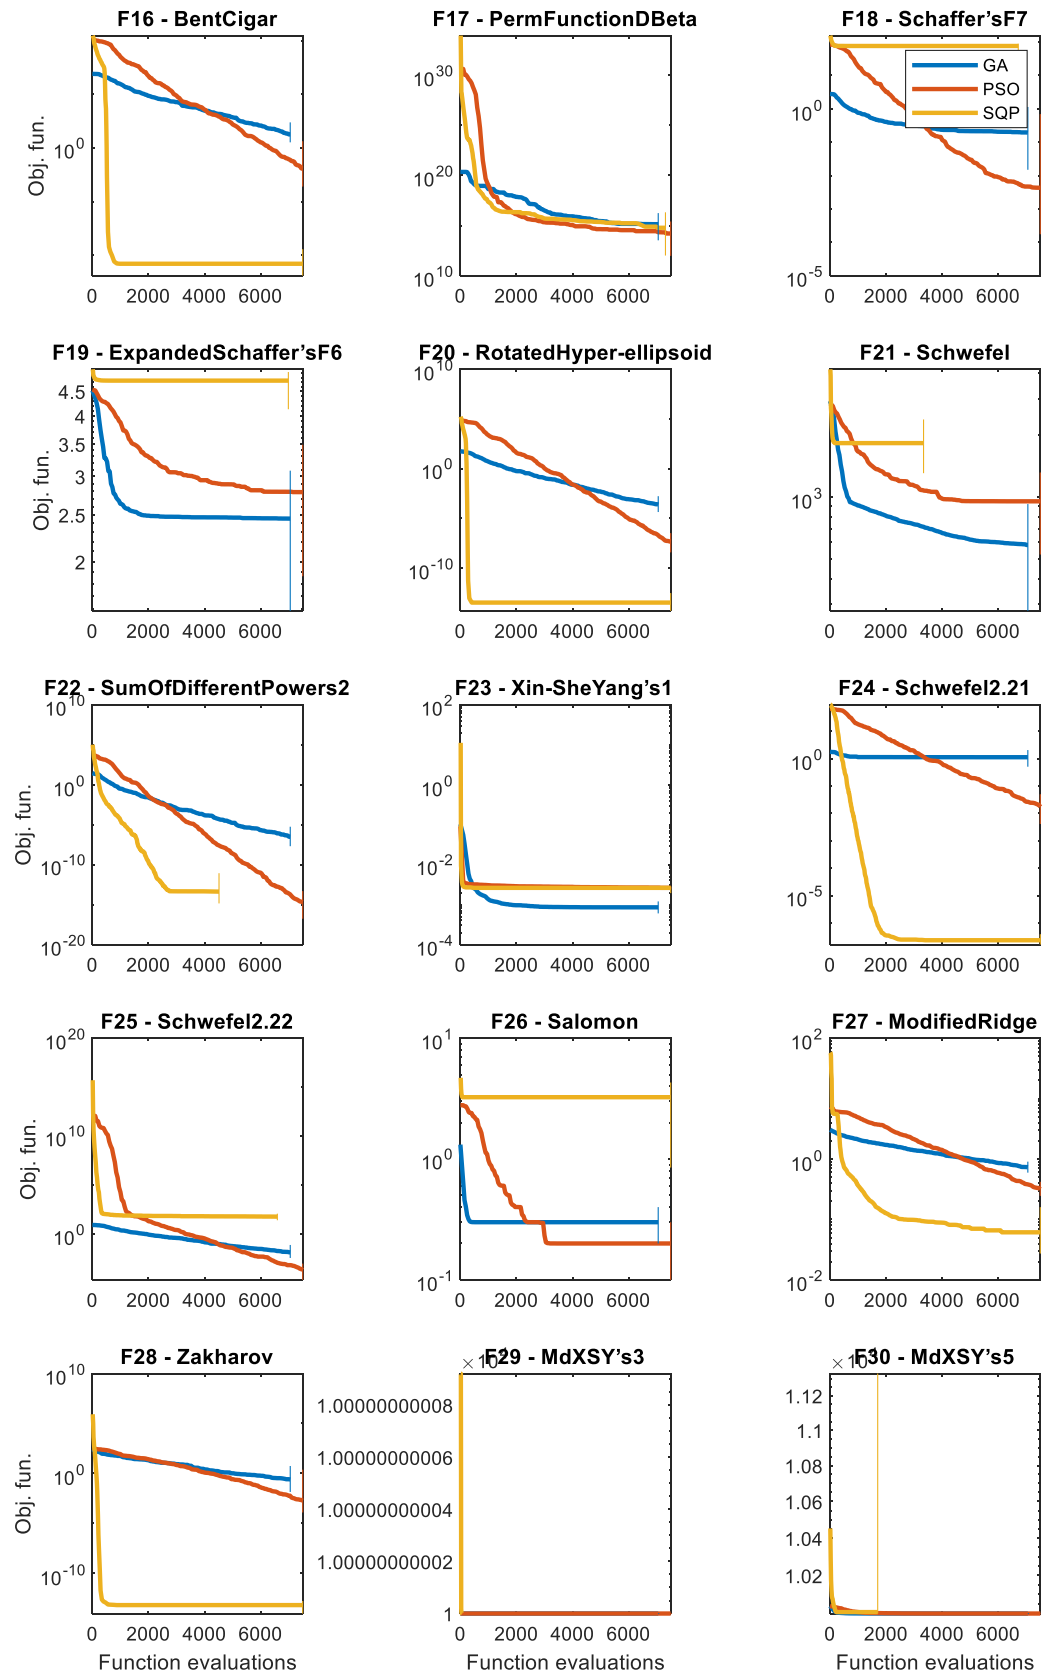 F16 - BentCigar
F17 - PermFunctionDBeta
F18 - Schaffer'sF7
Obj. fun.
10^0
0 2000 4000 6000
10^30
10^20
10^10
0 2000 4000 6000
GA
PSO
SQP
10^0
10^-5
0 2000 4000 6000
F19 - ExpandedSchaffer'sF6
F20 - RotatedHyper-ellipsoid
F21 - Schwefel
Obj. fun.
4.5
4
3.5
3
2.5
2
0 2000 4000 6000
10^10
10^0
10^-10
0 2000 4000 6000
10^3
0 2000 4000 6000
F22 - SumOfDifferentPowers2
F23 - Xin-SheYang's1
F24 - Schwefel2.21
Obj. fun.
10^10
10^0
10^-10
10^-20
0 2000 4000 6000
10^2
10^0
10^-2
10^-4
0 2000 4000 6000
10^0
10^-5
0 2000 4000 6000
F25 - Schwefel2.22
F26 - Salomon
F27 - ModifiedRidge
Obj. fun.
10^20
10^10
10^0
0 2000 4000 6000
10^1
10^0
10^-1
0 2000 4000 6000
10^2
10^0
10^-2
0 2000 4000 6000
F28 - Zakharov
F29 - MdXSY's3
F30 - MdXSY's5
Obj. fun.
10^10
10^0
10^-10
0 2000 4000 6000
Function evaluations
1.00000000008
1.00000000006
1.00000000004
1.00000000002
1
0 2000 4000 6000
Function evaluations
1.12
1.1
1.08
1.06
1.04
1.02
0 2000 4000 6000
Function evaluations